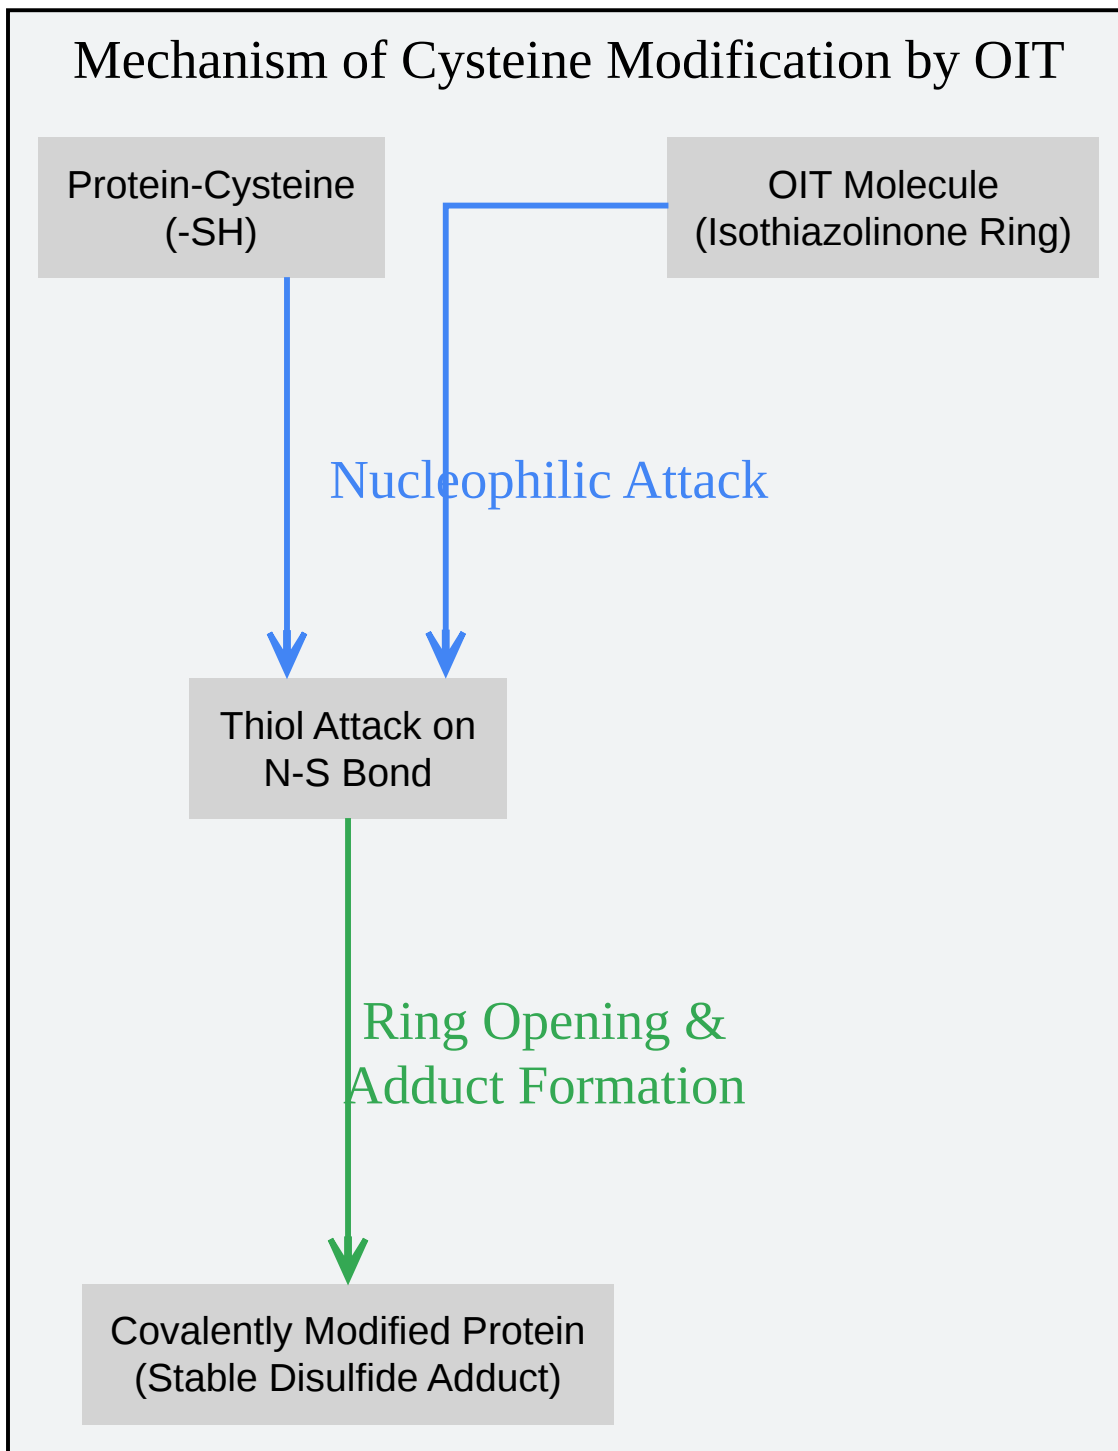 Mechanism of Cysteine Modification by OIT
Protein-Cysteine
(-SH)
OIT Molecule
(Isothiazolinone Ring)
Nucleophilic Attack
Thiol Attack on
N-S Bond
Ring Opening &
Adduct Formation
Covalently Modified Protein
(Stable Disulfide Adduct)